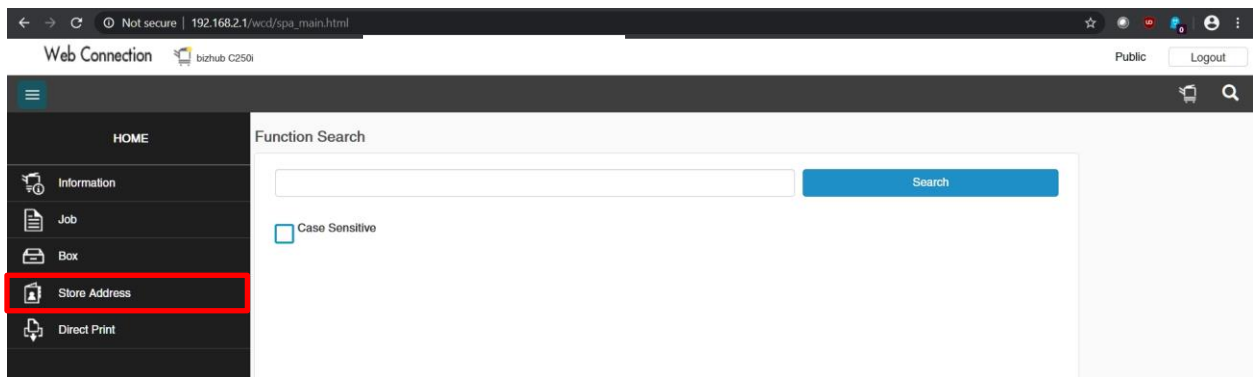 Not secure | 192.168.2.1/wcd/spa_main.html
0
Web Connection bizhub C250i Public Logout
HOME
Function Search
Information
Search
Job
Case Sensitive
Box
Store Address
Direct Print